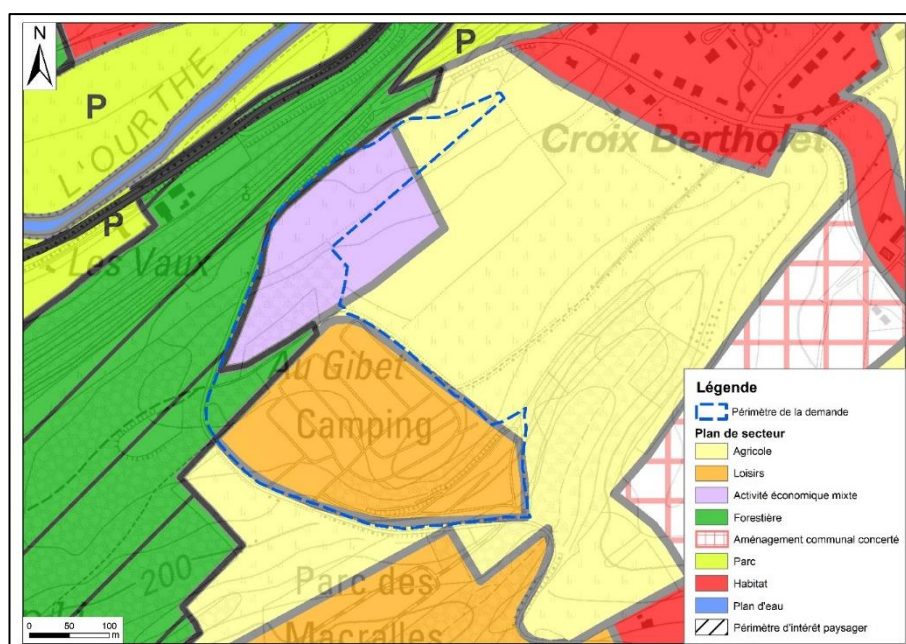 N
P
L'OURTHE
P
Croix Bertholet
P
Les Vaux
Au Gibet
Camping
200
Parc des
Macralles
Légende
Périmètre de la demande
Plan de secteur
Agricole
Loisirs
Activité économique mixte
Forestière
Aménagement communal concerté
Parc
Habitat
Plan d'eau
Périmètre d'intérêt paysager
0 50 100
m